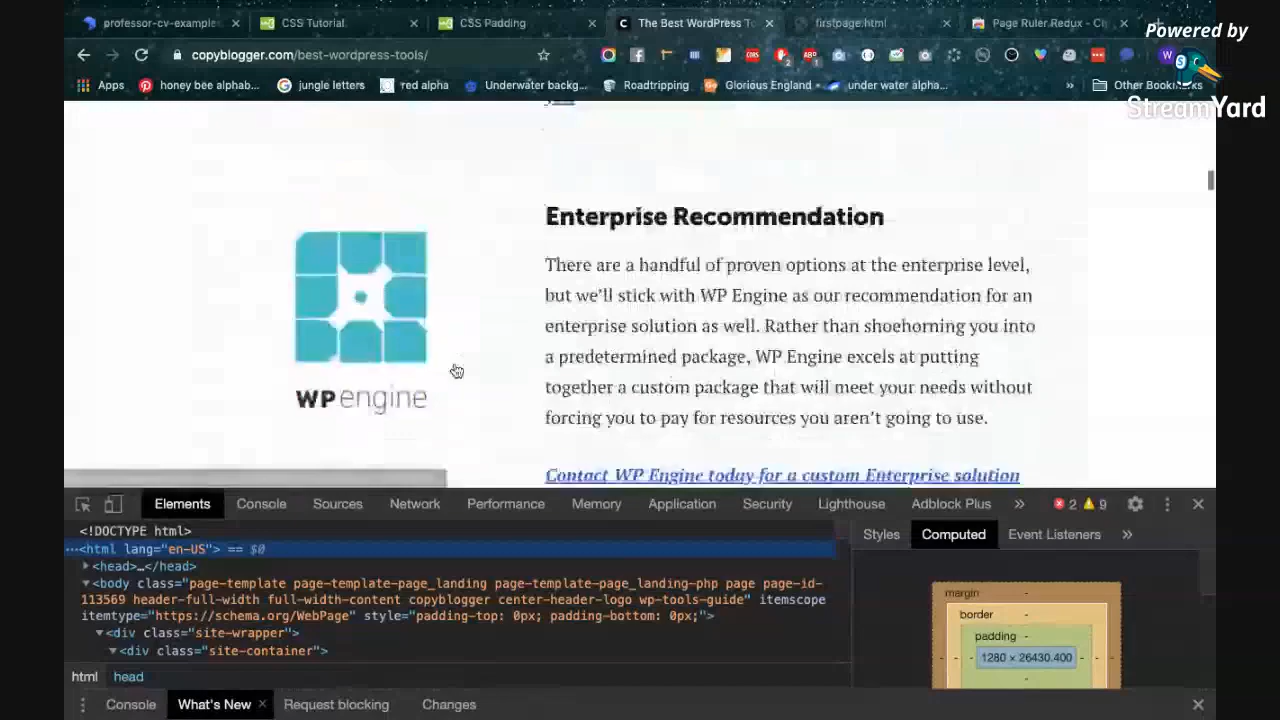 professor-cv-example
CSS Tutorial
CSS Padding
The Best WordPress To
firstpage.html
Page Ruler Redux - C
Powered by
StreamYard
copyblogger.com/best-wordpress-tools/
Apps
honey bee alphab...
jungle letters
red alpha
Underwater backg...
Roadtripping
Glorious England
under water alpha...
»
Other Bookmarks
Enterprise Recommendation
There are a handful of proven options at the enterprise level,
but we'll stick with WP Engine as our recommendation for an
enterprise solution as well. Rather than shoehorning you into
a predetermined package, WP Engine excels at putting
together a custom package that will meet your needs without
forcing you to pay for resources you aren't going to use.
WPengine
Contact WP Engine today for a custom Enterprise solution
Elements
Console
Sources
Network
Performance
Memory
Application
Security
Lighthouse
Adblock Plus
»
2
9
<!DOCTYPE html>
···<html lang="en-US"> == $0
<head>…</head>
<body class="page-template page-template-page_landing page-template-page_landing-php page page-id-
113569 header-full-width full-width-content copyblogger center-header-logo wp-tools-guide" itemscope
itemtype="https://schema.org/WebPage" style="padding-top: 0px; padding-bottom: 0px;">
<div class="site-wrapper">
<div class="site-container">
html
head
Styles
Computed
Event Listeners
»
margin -
border -
padding -
- - - 1280 × 26430.400 - - -
-
Console
What's New ×
Request blocking
Changes